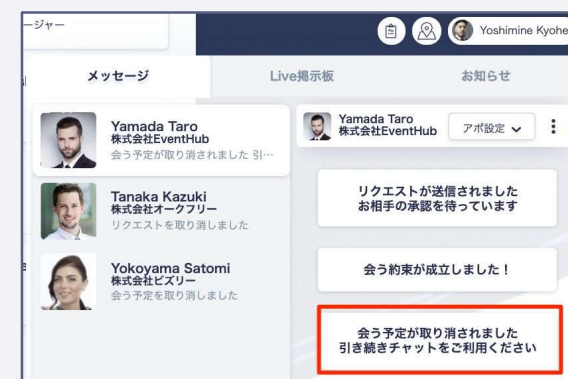 ージャー
Yoshimine Kyohe
メッセージ
Live掲示板
お知らせ
Yamada Taro
株式会社EventHub
会う予定が取り消されました 引…
Tanaka Kazuki
株式会社オークフリー
リクエストを取り消しました
Yokoyama Satomi
株式会社ビズリー
会う予定を取り消しました
Yamada Taro
株式会社EventHub
アポ設定
リクエストが送信されました
お相手の承認を待っています
会う約束が成立しました！
会う予定が取り消されました
引き続きチャットをご利用ください